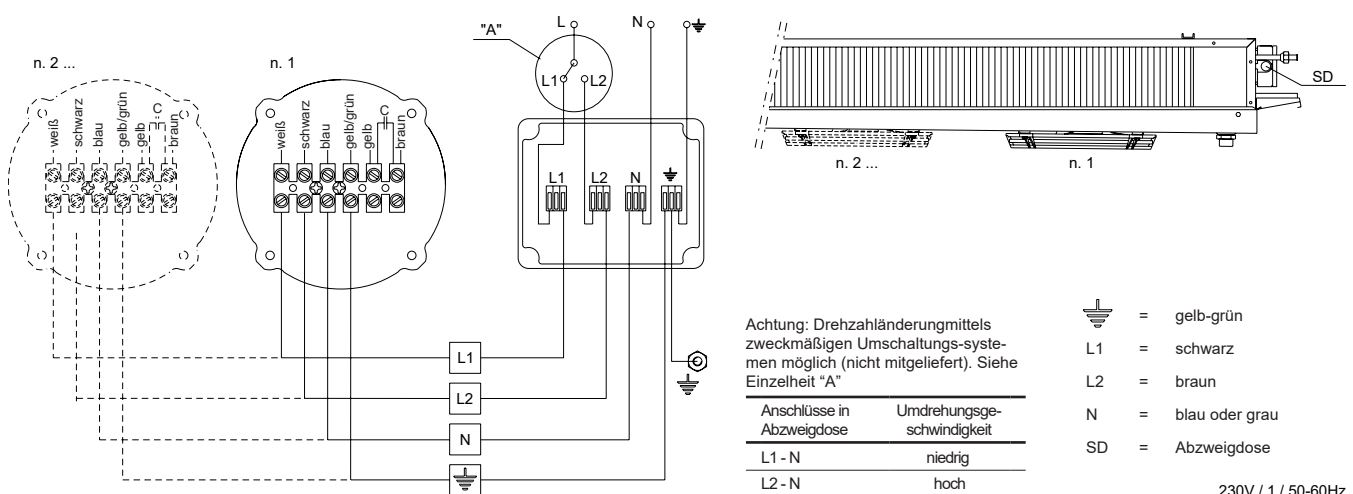 n. 2 ...
n. 1
"A"
L
N
L1
L2
weiß
schwarz
blau
gelb/grün
gelb
C
braun
weiß
schwarz
blau
gelb/grün
gelb
C
braun
L1
L2
N
L1
L2
N
SD
n. 2 ...
n. 1
Achtung: Drehzahländerungmittels
zweckmäßigen Umschaltungs-syste-
men möglich (nicht mitgeliefert). Siehe
Einzelheit “A”
Anschlüsse in Umdrehungsge-
Abzweigdose schwindigkeit
L1 - N niedrig
L2 - N hoch
= gelb-grün
L1 = schwarz
L2 = braun
N = blau oder grau
SD = Abzweigdose
230V / 1 / 50-60Hz